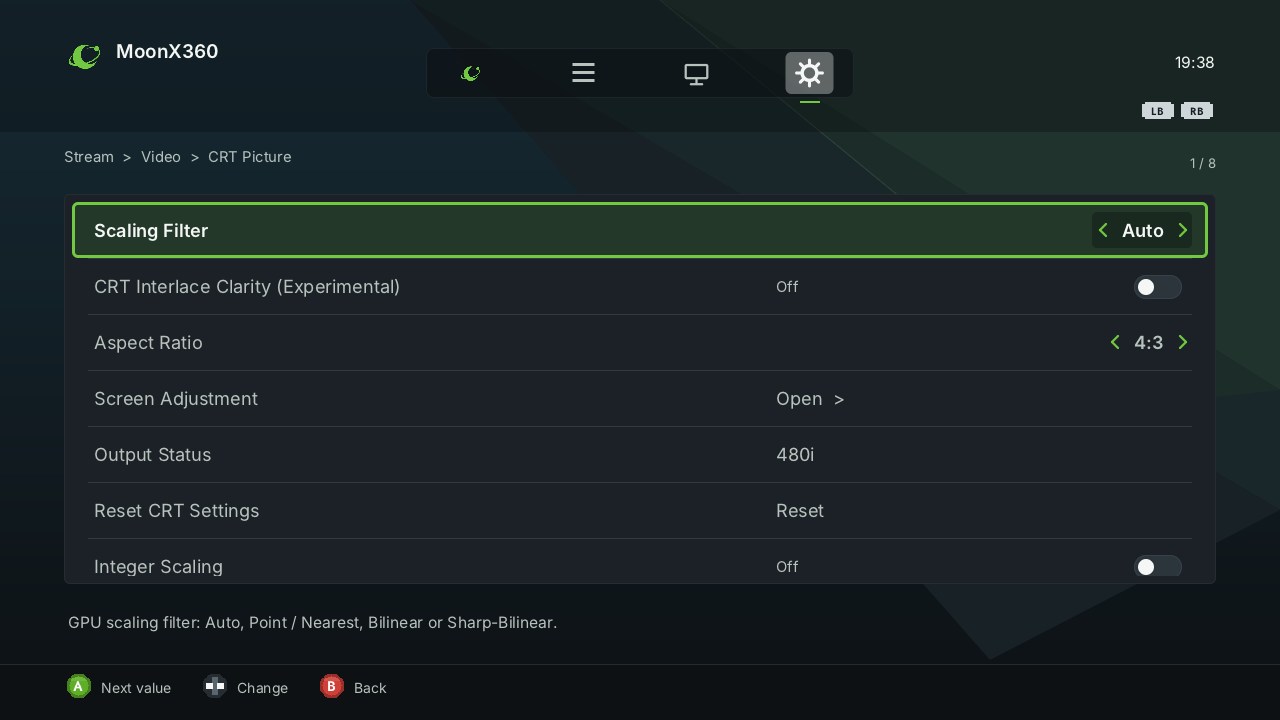 MoonX360
19:38
LB RB
Stream > Video > CRT Picture
1 / 8
Scaling Filter < Auto >
CRT Interlace Clarity (Experimental) Off
Aspect Ratio < 4:3 >
Screen Adjustment Open >
Output Status 480i
Reset CRT Settings Reset
Integer Scaling Off
GPU scaling filter: Auto, Point / Nearest, Bilinear or Sharp-Bilinear.
A Next value Change B Back